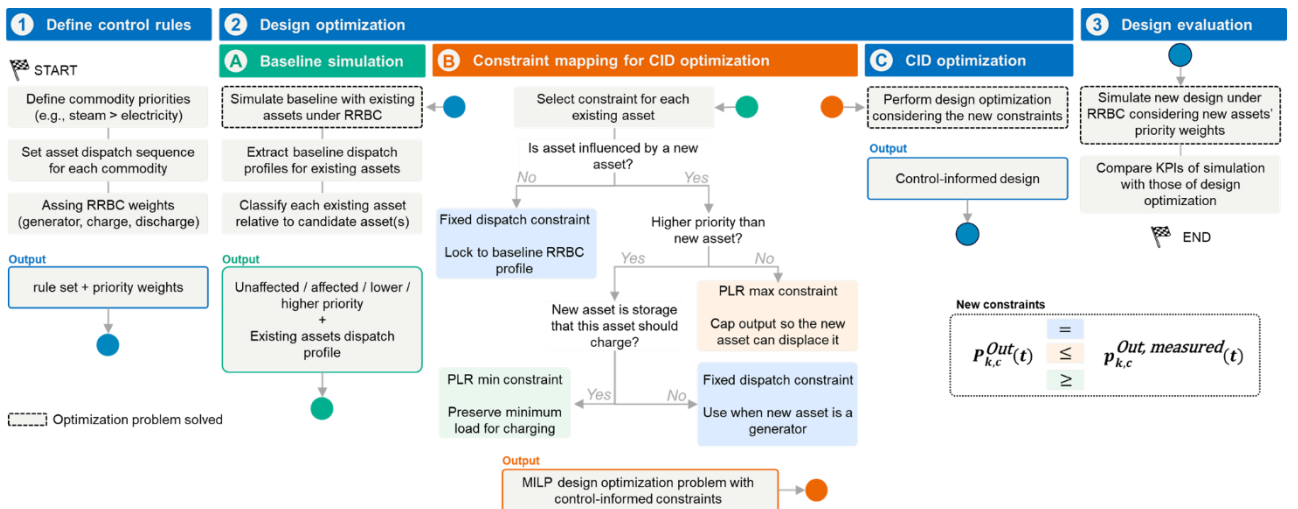 1 Define control rules
START
Define commodity priorities
(e.g., steam > electricity)
Set asset dispatch sequence
for each commodity
Assing RRBC weights
(generator, charge, discharge)
Output
rule set + priority weights
Optimization problem solved
2 Design optimization
A Baseline simulation
Simulate baseline with existing
assets under RRBC
Extract baseline dispatch
profiles for existing assets
Classify each existing asset
relative to candidate asset(s)
Output
Unaffected / affected / lower /
higher priority
+
Existing assets dispatch
profile
B Constraint mapping for CID optimization
Select constraint for each
existing asset
Is asset influenced by a new
asset?
No
Yes
Fixed dispatch constraint
Lock to baseline RRBC
profile
Higher priority than
new asset?
Yes
No
New asset is storage
that this asset should
charge?
PLR max constraint
Cap output so the new
asset can displace it
Yes
No
PLR min constraint
Preserve minimum
load for charging
Fixed dispatch constraint
Use when new asset is a
generator
Output
MILP design optimization problem with
control-informed constraints
C CID optimization
Perform design optimization
considering the new constraints
Output
Control-informed design
3 Design evaluation
Simulate new design under
RRBC considering new assets'
priority weights
Compare KPIs of simulation
with those of design
optimization
END
New constraints
=
P_{k,c}^{Out}(t) ≤ p_{k,c}^{Out, measured}(t)
≥